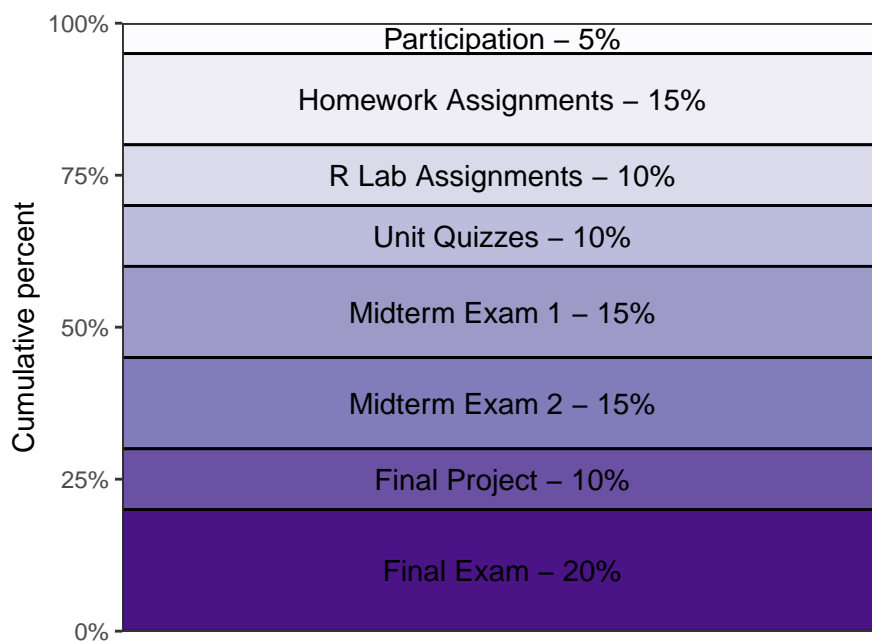 100%
Participation – 5%
Homework Assignments – 15%
75%
R Lab Assignments – 10%
Unit Quizzes – 10%
Cumulative percent
Midterm Exam 1 – 15%
50%
Midterm Exam 2 – 15%
25%
Final Project – 10%
Final Exam – 20%
0%